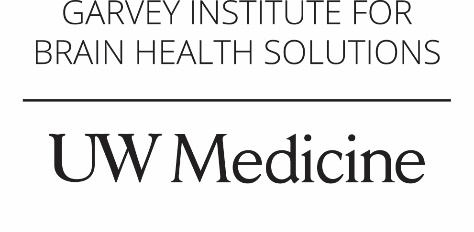 GARVEY INSTITUTE FOR
BRAIN HEALTH SOLUTIONS
UW Medicine